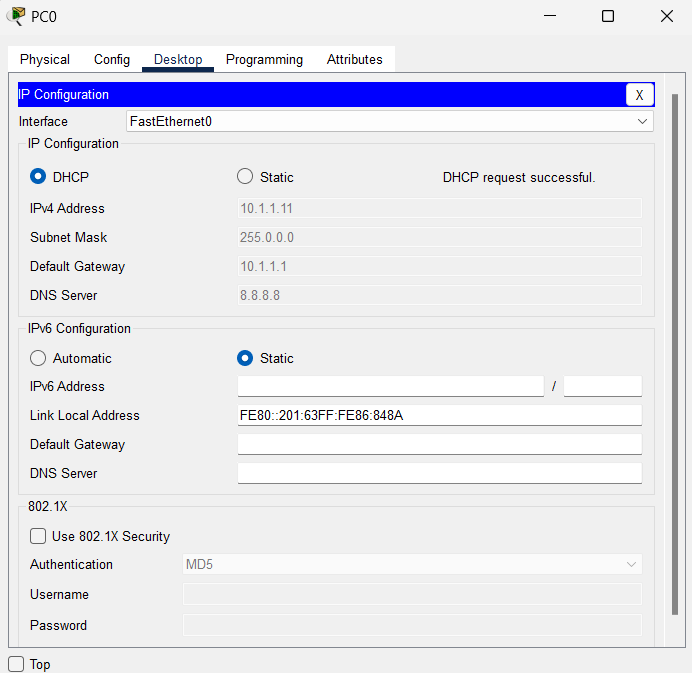 PC0
Physical Config Desktop Programming Attributes
IP Configuration X
Interface FastEthernet0
IP Configuration
DHCP Static DHCP request successful.
IPv4 Address 10.1.1.11
Subnet Mask 255.0.0.0
Default Gateway 10.1.1.1
DNS Server 8.8.8.8
IPv6 Configuration
Automatic Static
IPv6 Address /
Link Local Address FE80::201:63FF:FE86:848A
Default Gateway
DNS Server
802.1X
Use 802.1X Security
Authentication MD5
Username
Password
Top